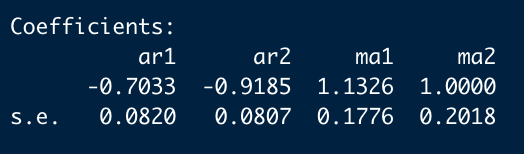 Coefficients:
ar1 ar2 ma1 ma2
-0.7033 -0.9185 1.1326 1.0000
s.e. 0.0820 0.0807 0.1776 0.2018